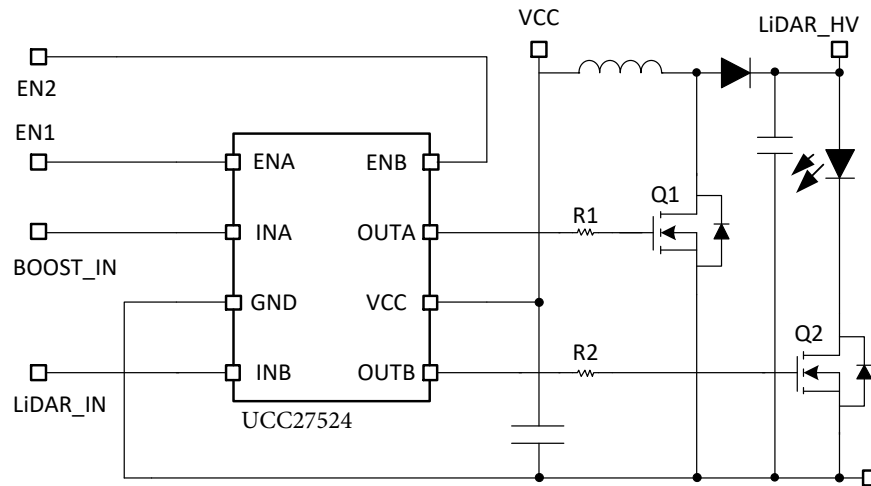 VCC
LiDAR_HV
EN2
EN1
ENA
ENB
Q1
INA
OUTA
R1
BOOST_IN
GND
VCC
Q2
R2
INB
OUTB
LiDAR_IN
UCC27524